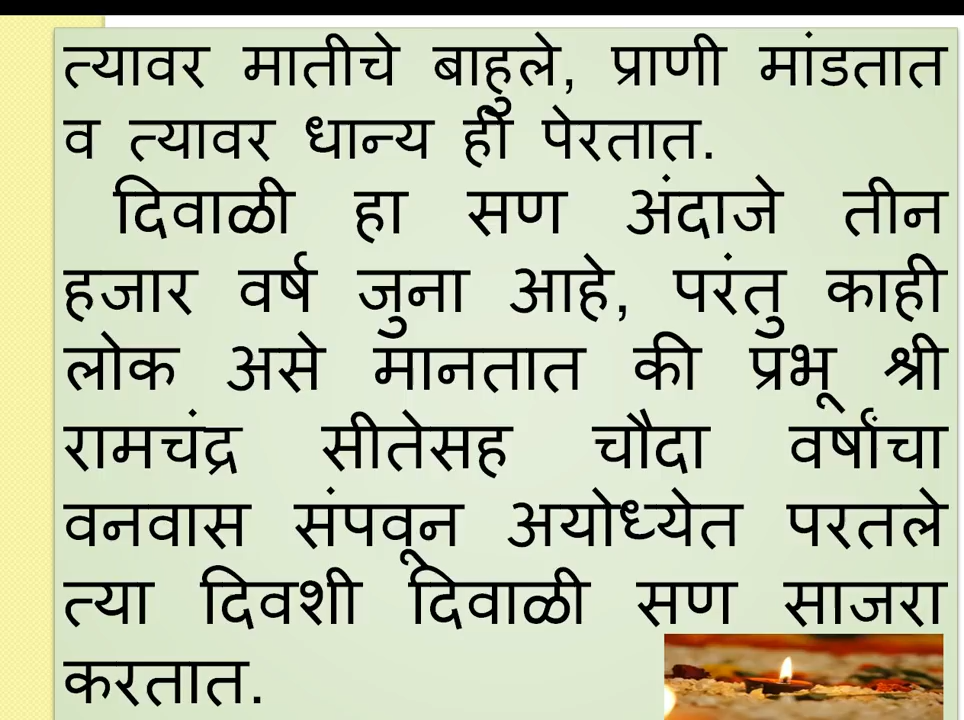 त्यावर मातीचे बाहुले, प्राणी मांडतात
व त्यावर धान्य ही पेरतात.
दिवाळी हा सण अंदाजे तीन
हजार वर्ष जुना आहे, परंतु काही
लोक असे मानतात की प्रभू श्री
रामचंद्र सीतेसह चौदा वर्षांचा
वनवास संपवून अयोध्येत परतले
त्या दिवशी दिवाळी सण साजरा
करतात.